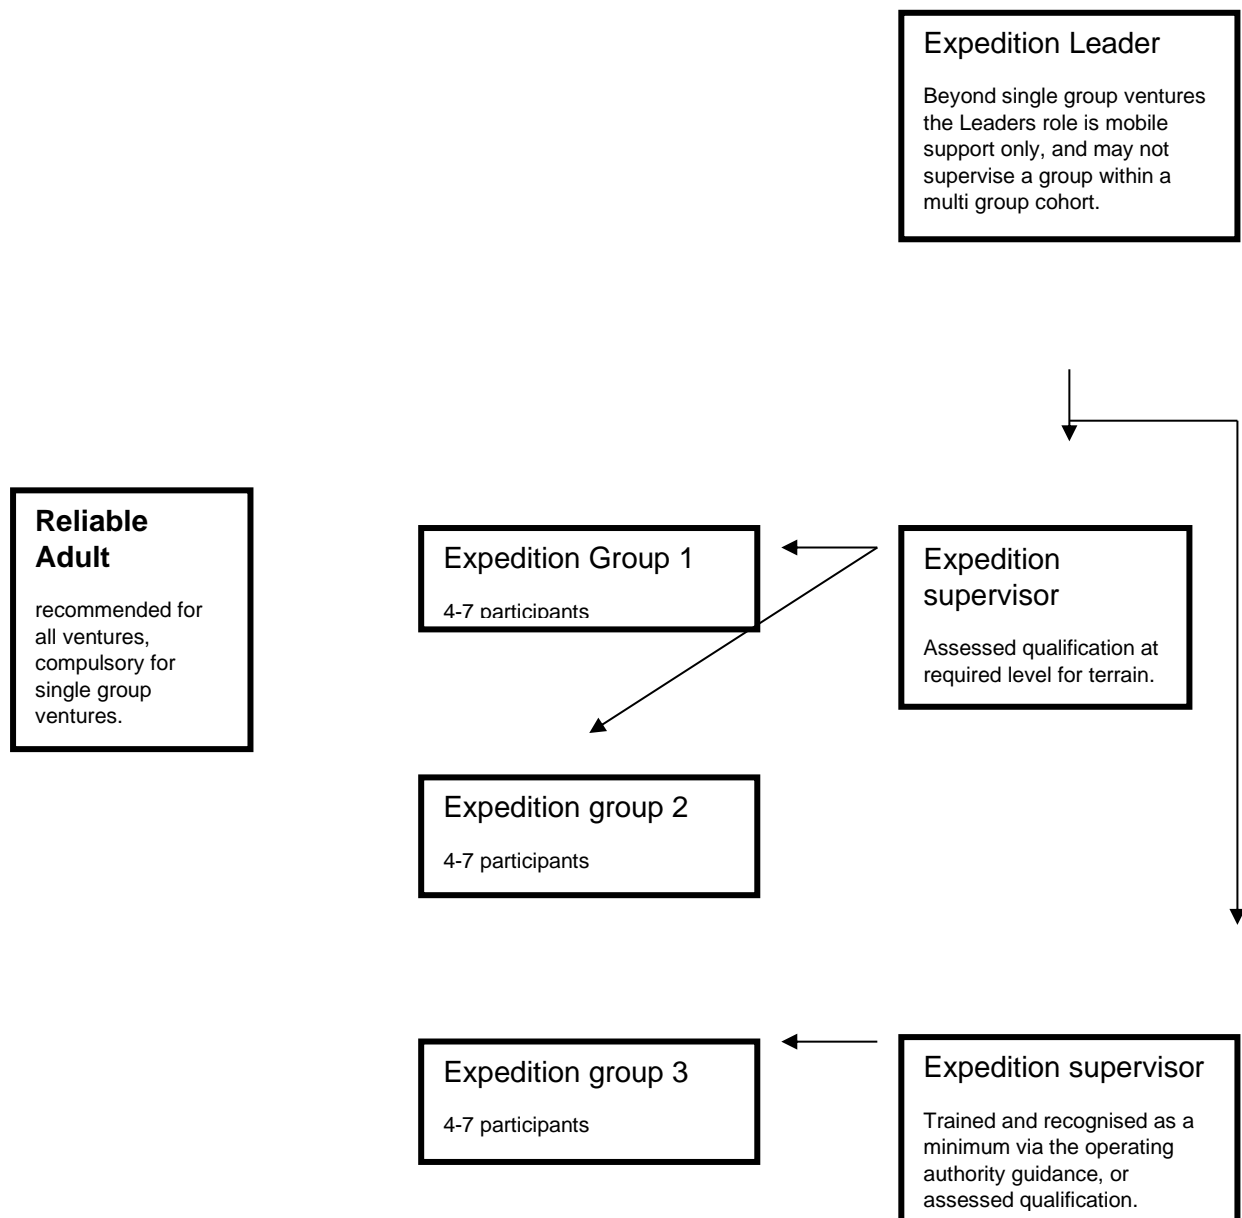 Expedition Leader
Beyond single group ventures
the Leaders role is mobile
support only, and may not
supervise a group within a
multi group cohort.
Reliable
Adult
recommended for
all ventures,
compulsory for
single group
ventures.
Expedition Group 1
4-7 participants
Expedition
supervisor
Assessed qualification at
required level for terrain.
Expedition group 2
4-7 participants
Expedition group 3
4-7 participants
Expedition supervisor
Trained and recognised as a
minimum via the operating
authority guidance, or
assessed qualification.